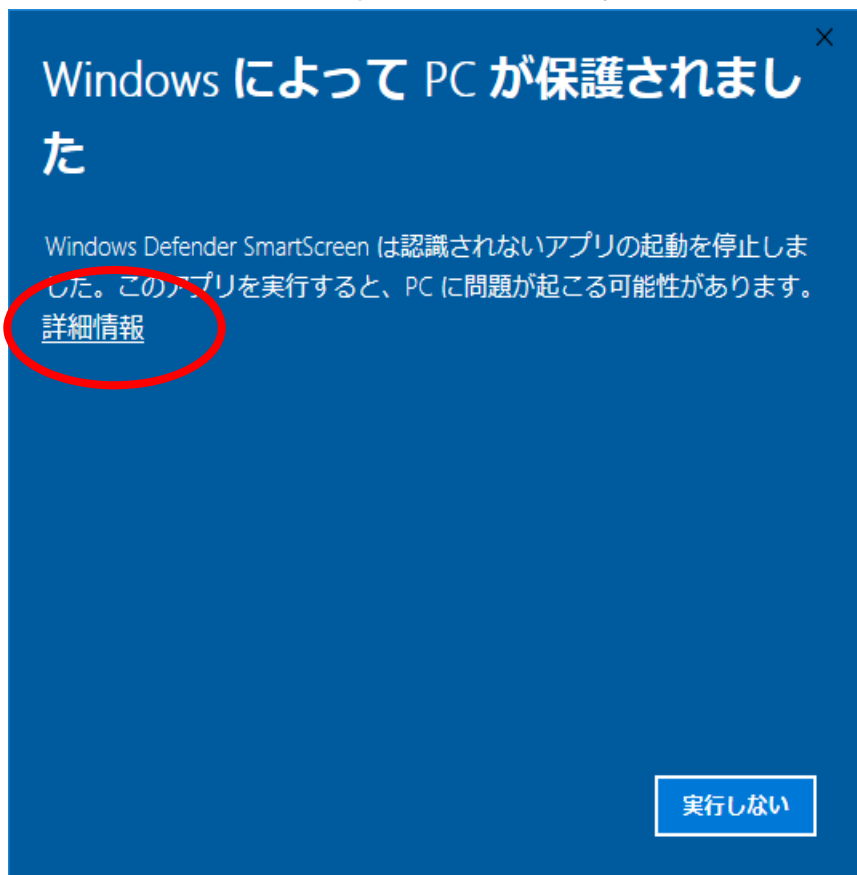 Windows によって PC が保護されまし
た
Windows Defender SmartScreen は認識されないアプリの起動を停止しま
した。このアプリを実行すると、PC に問題が起こる可能性があります。
詳細情報
実行しない